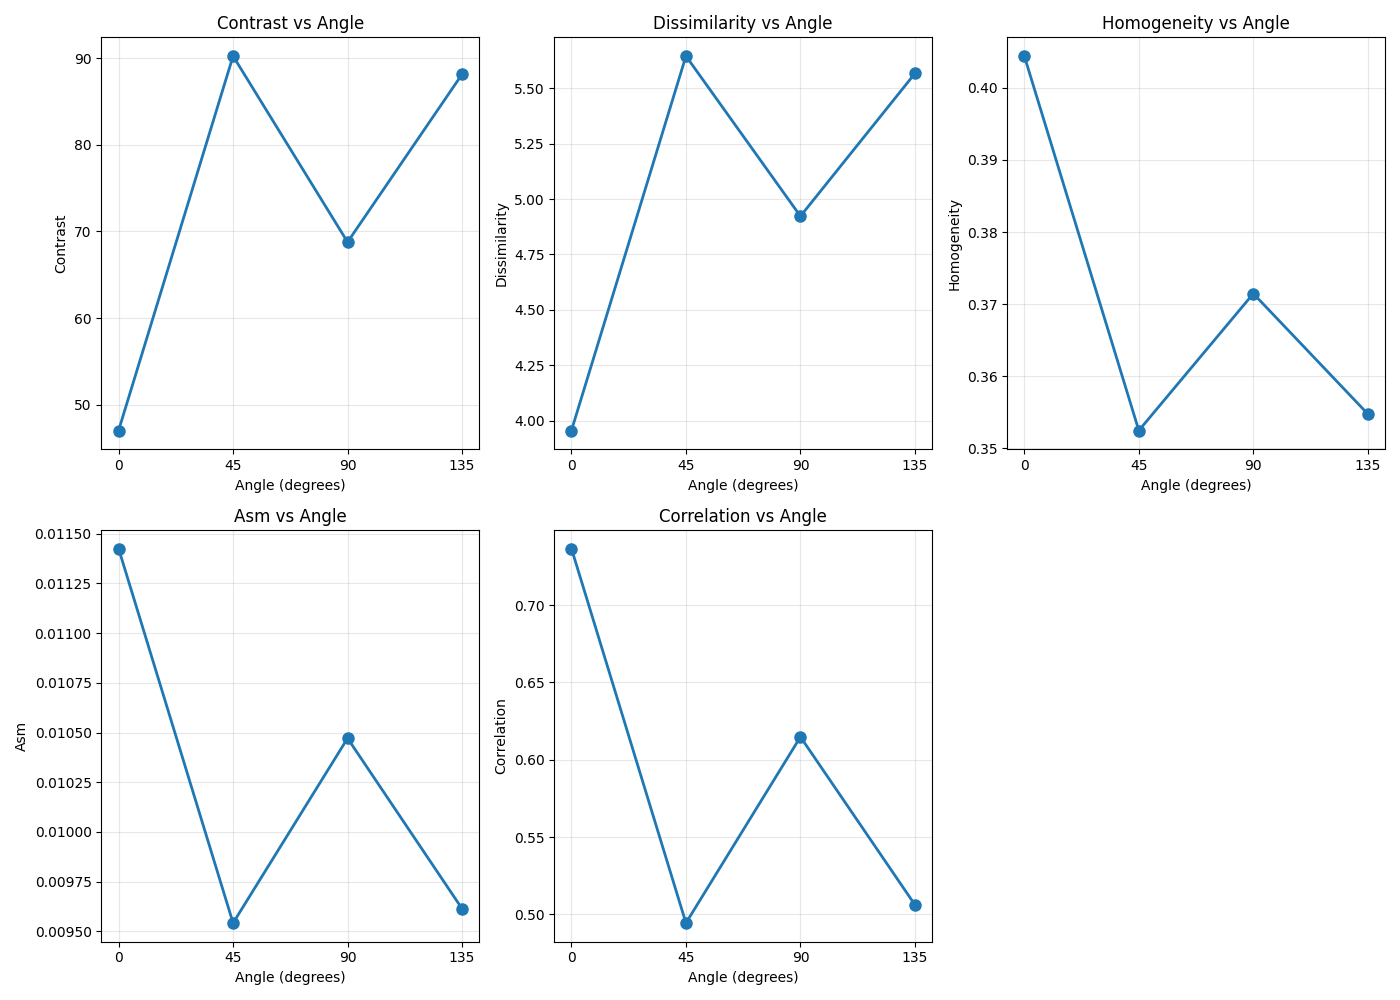 Contrast vs Angle
Contrast
90
80
70
60
50
0 45 90 135
Angle (degrees)
Dissimilarity vs Angle
Dissimilarity
5.50
5.25
5.00
4.75
4.50
4.25
4.00
0 45 90 135
Angle (degrees)
Homogeneity vs Angle
Homogeneity
0.40
0.39
0.38
0.37
0.36
0.35
0 45 90 135
Angle (degrees)
Asm vs Angle
Asm
0.01150
0.01125
0.01100
0.01075
0.01050
0.01025
0.01000
0.00975
0.00950
0 45 90 135
Angle (degrees)
Correlation vs Angle
Correlation
0.70
0.65
0.60
0.55
0.50
0 45 90 135
Angle (degrees)